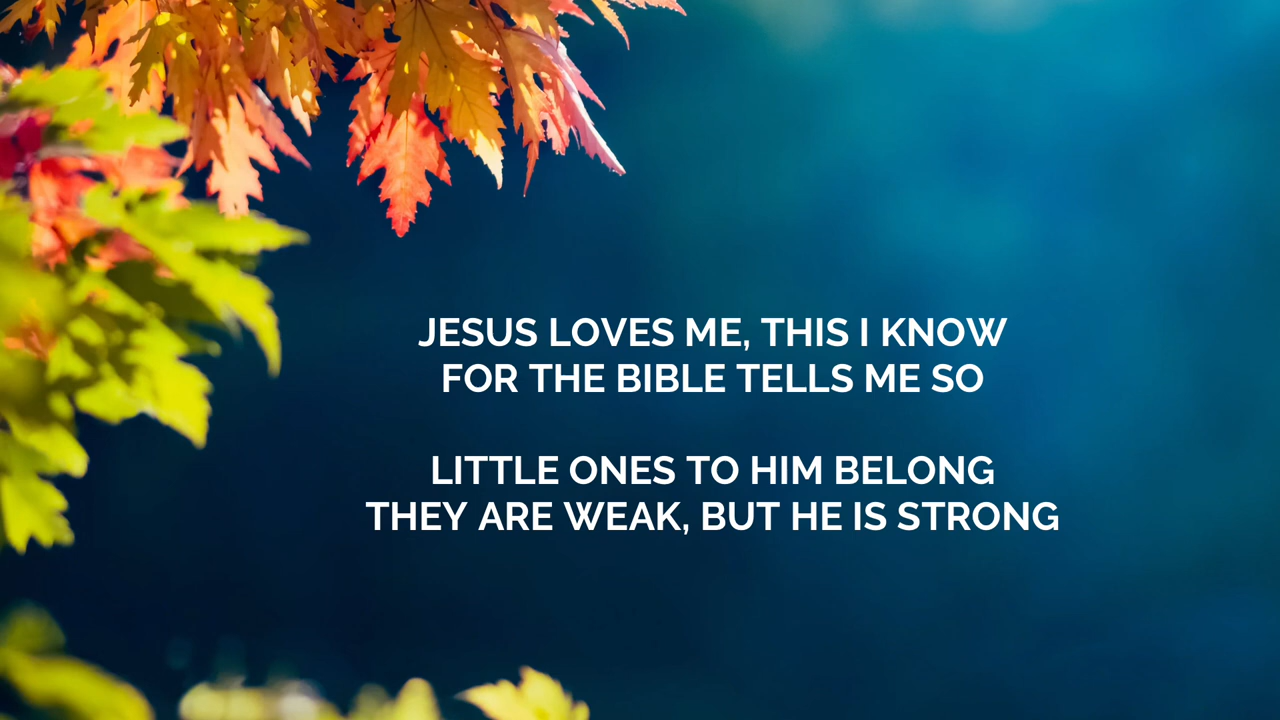 JESUS LOVES ME, THIS I KNOW
FOR THE BIBLE TELLS ME SO
LITTLE ONES TO HIM BELONG
THEY ARE WEAK, BUT HE IS STRONG